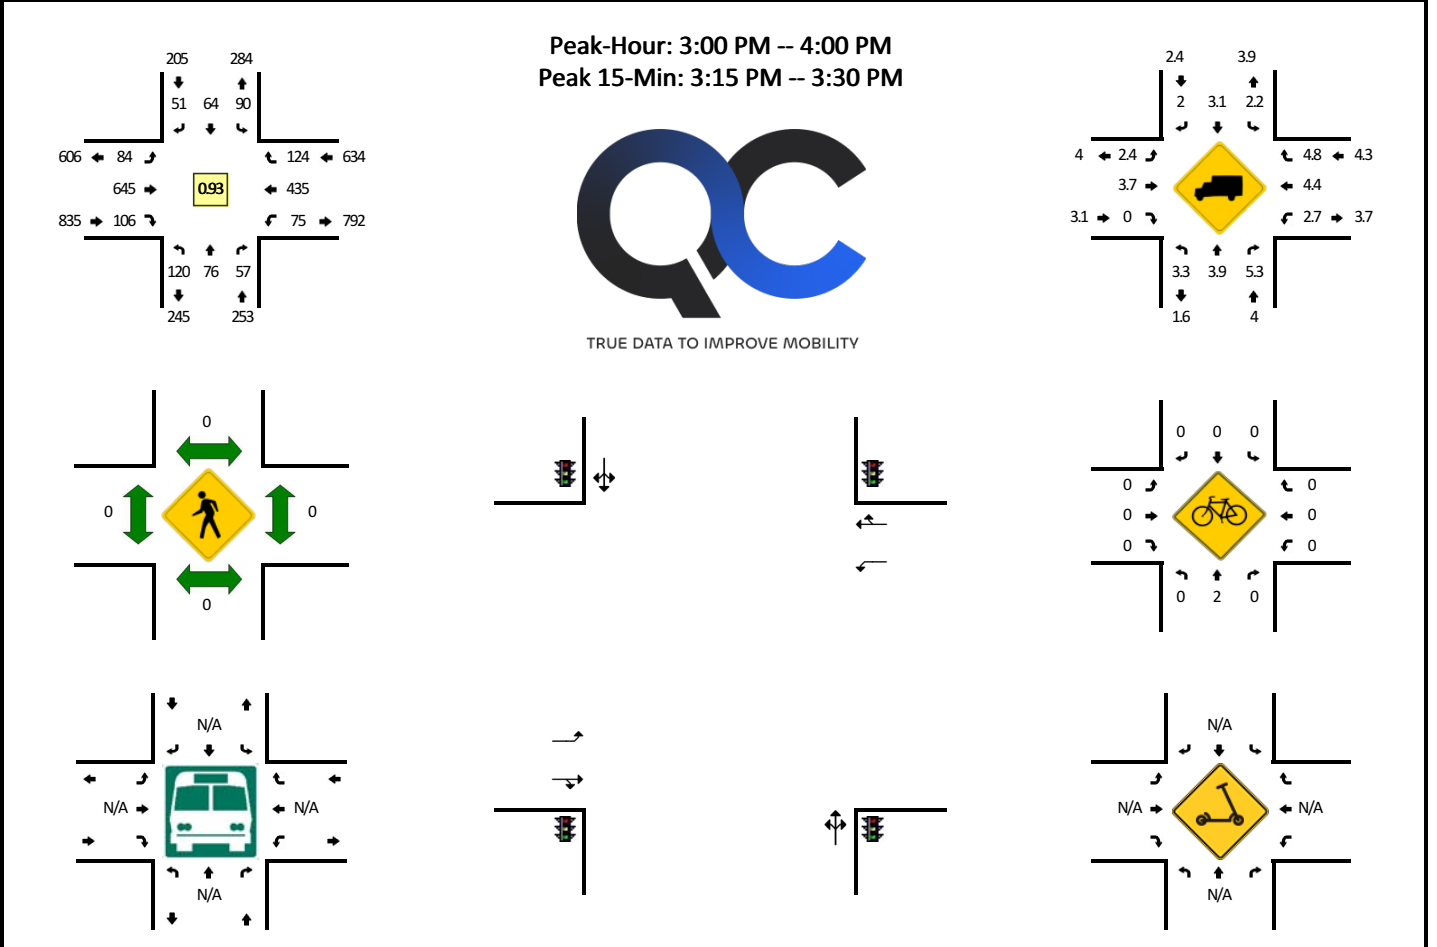 Peak-Hour: 3:00 PM -- 4:00 PM
Peak 15-Min: 3:15 PM -- 3:30 PM
205 284
51 64 90
606 84 124 634
645 0.93 435
835 106 75 792
120 76 57
245 253
QC
TRUE DATA TO IMPROVE MOBILITY
2.4 3.9
2 3.1 2.2
4 2.4 4.8 4.3
3.7 4.4
3.1 0 2.7 3.7
3.3 3.9 5.3
1.6 4
0
0 0
0
0 0 0
0 0
0 0
0 0
0 2 0
N/A
N/A N/A
N/A
N/A
N/A N/A
N/A